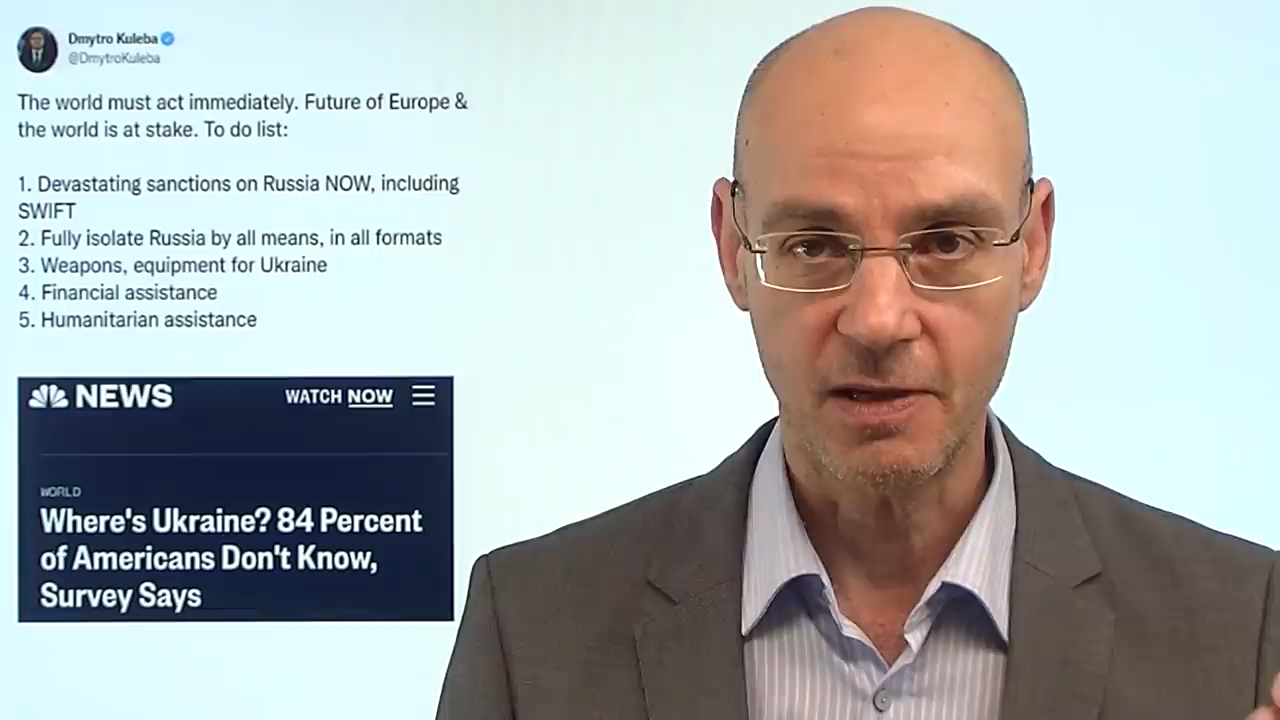 Dmytro Kuleba
@DmytroKuleba
The world must act immediately. Future of Europe &
the world is at stake. To do list:
1. Devastating sanctions on Russia NOW, including
SWIFT
2. Fully isolate Russia by all means, in all formats
3. Weapons, equipment for Ukraine
4. Financial assistance
5. Humanitarian assistance
NEWS WATCH NOW
WORLD
Where's Ukraine? 84 Percent
of Americans Don't Know,
Survey Says